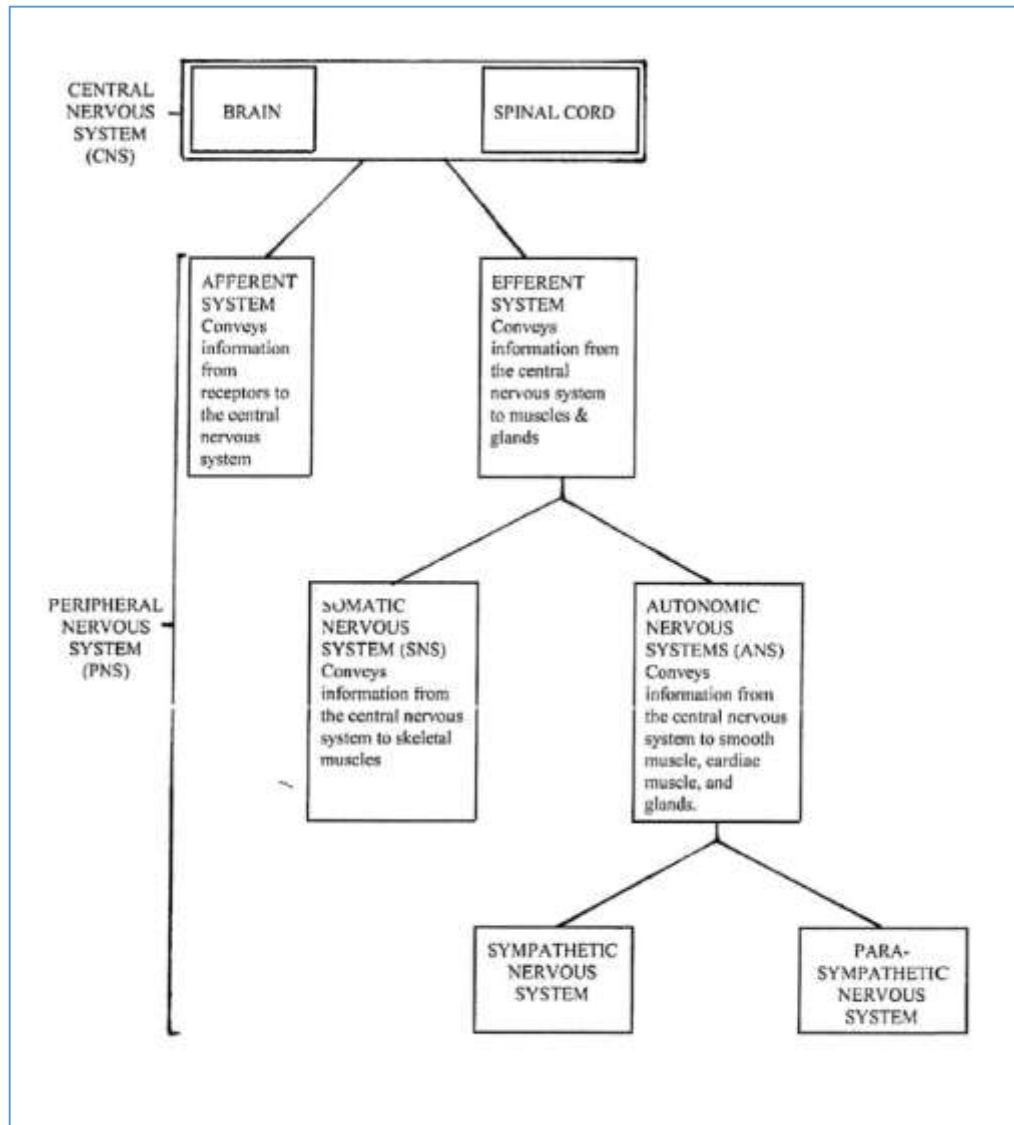 CENTRAL
NERVOUS
SYSTEM
(CNS)
BRAIN
SPINAL CORD
AFFERENT
SYSTEM
Conveys
information
from
receptors to
the central
nervous
system
EFFERENT
SYSTEM
Conveys
information from
the central
nervous system
to muscles &
glands
PERIPHERAL
NERVOUS
SYSTEM
(PNS)
SOMATIC
NERVOUS
SYSTEM (SNS)
Conveys
information from
the central nervous
system to skeletal
muscles
AUTONOMIC
NERVOUS
SYSTEMS (ANS)
Conveys
information from
the central nervous
system to smooth
muscle, cardiac
muscle, and
glands.
SYMPATHETIC
NERVOUS
SYSTEM
PARA-
SYMPATHETIC
NERVOUS
SYSTEM